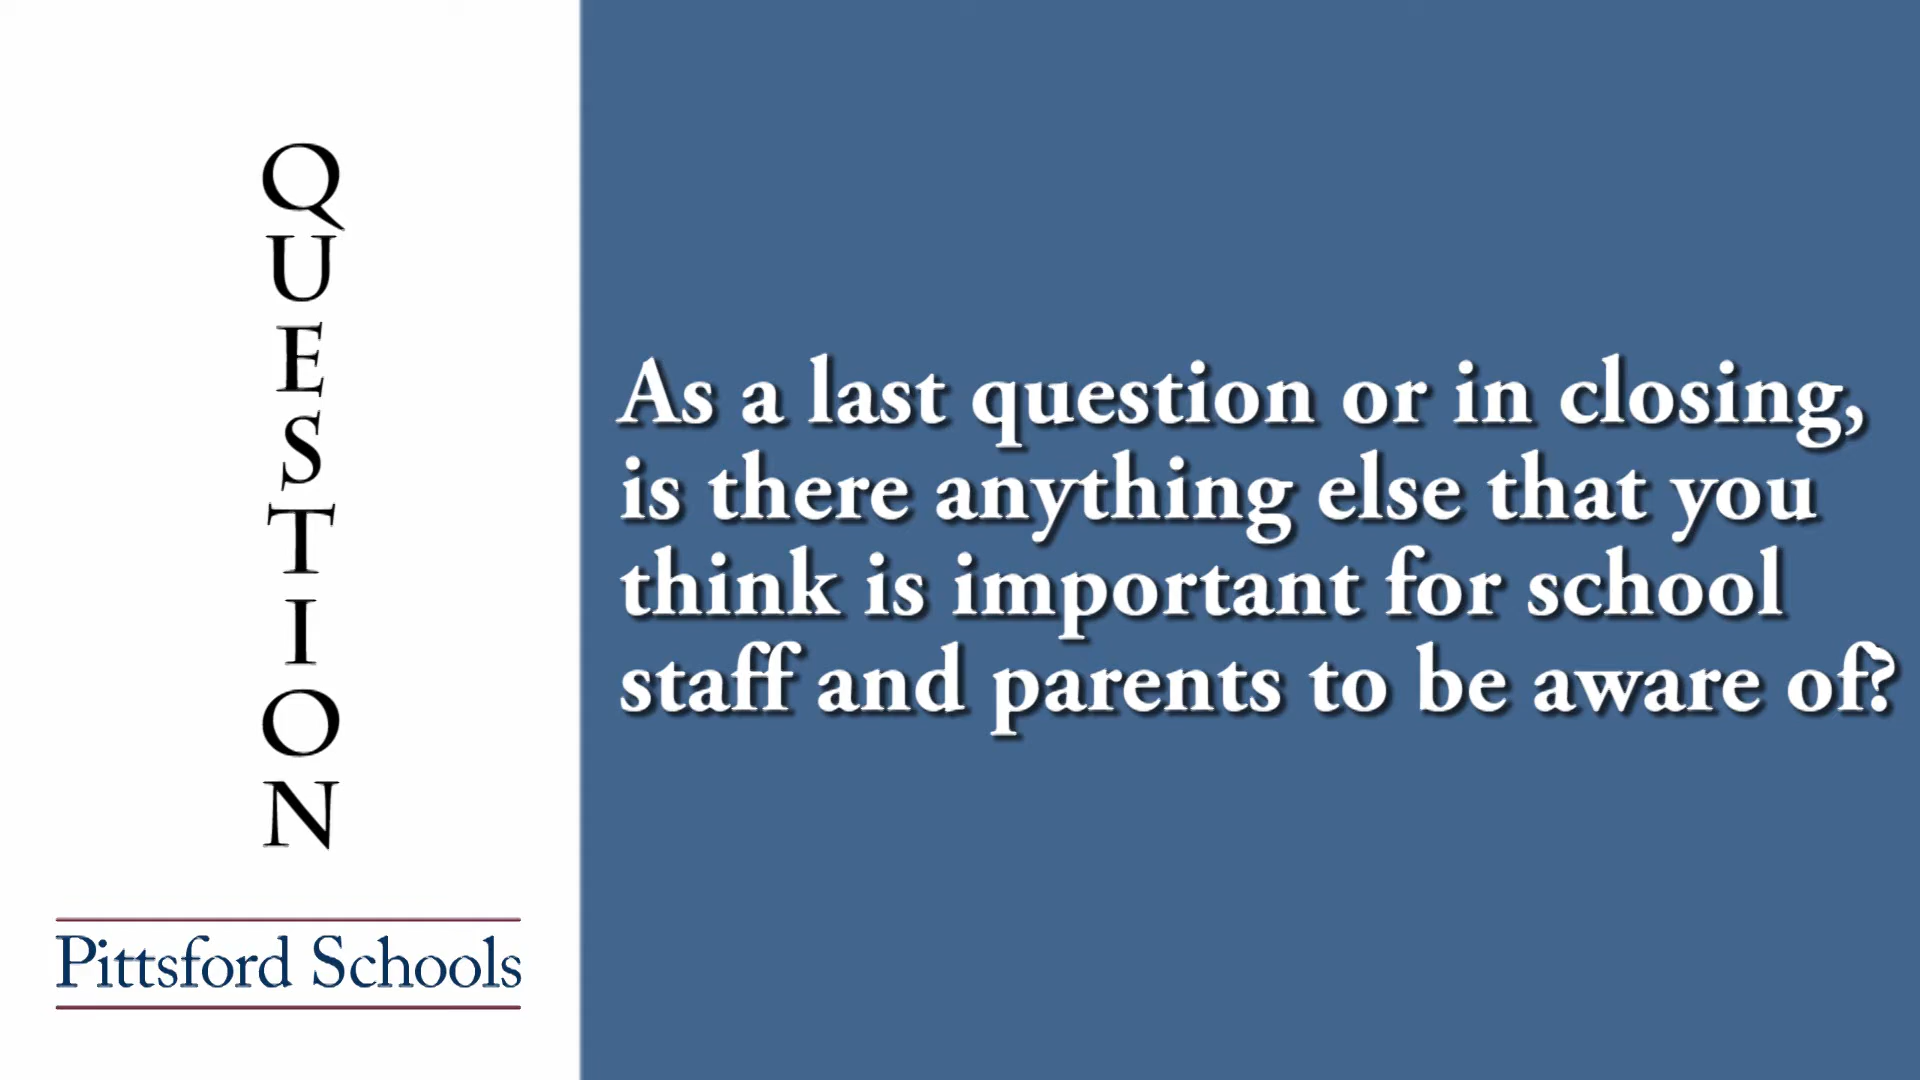 QUESTION
Pittsford Schools
As a last question or in closing,
is there anything else that you
think is important for school
staff and parents to be aware of?